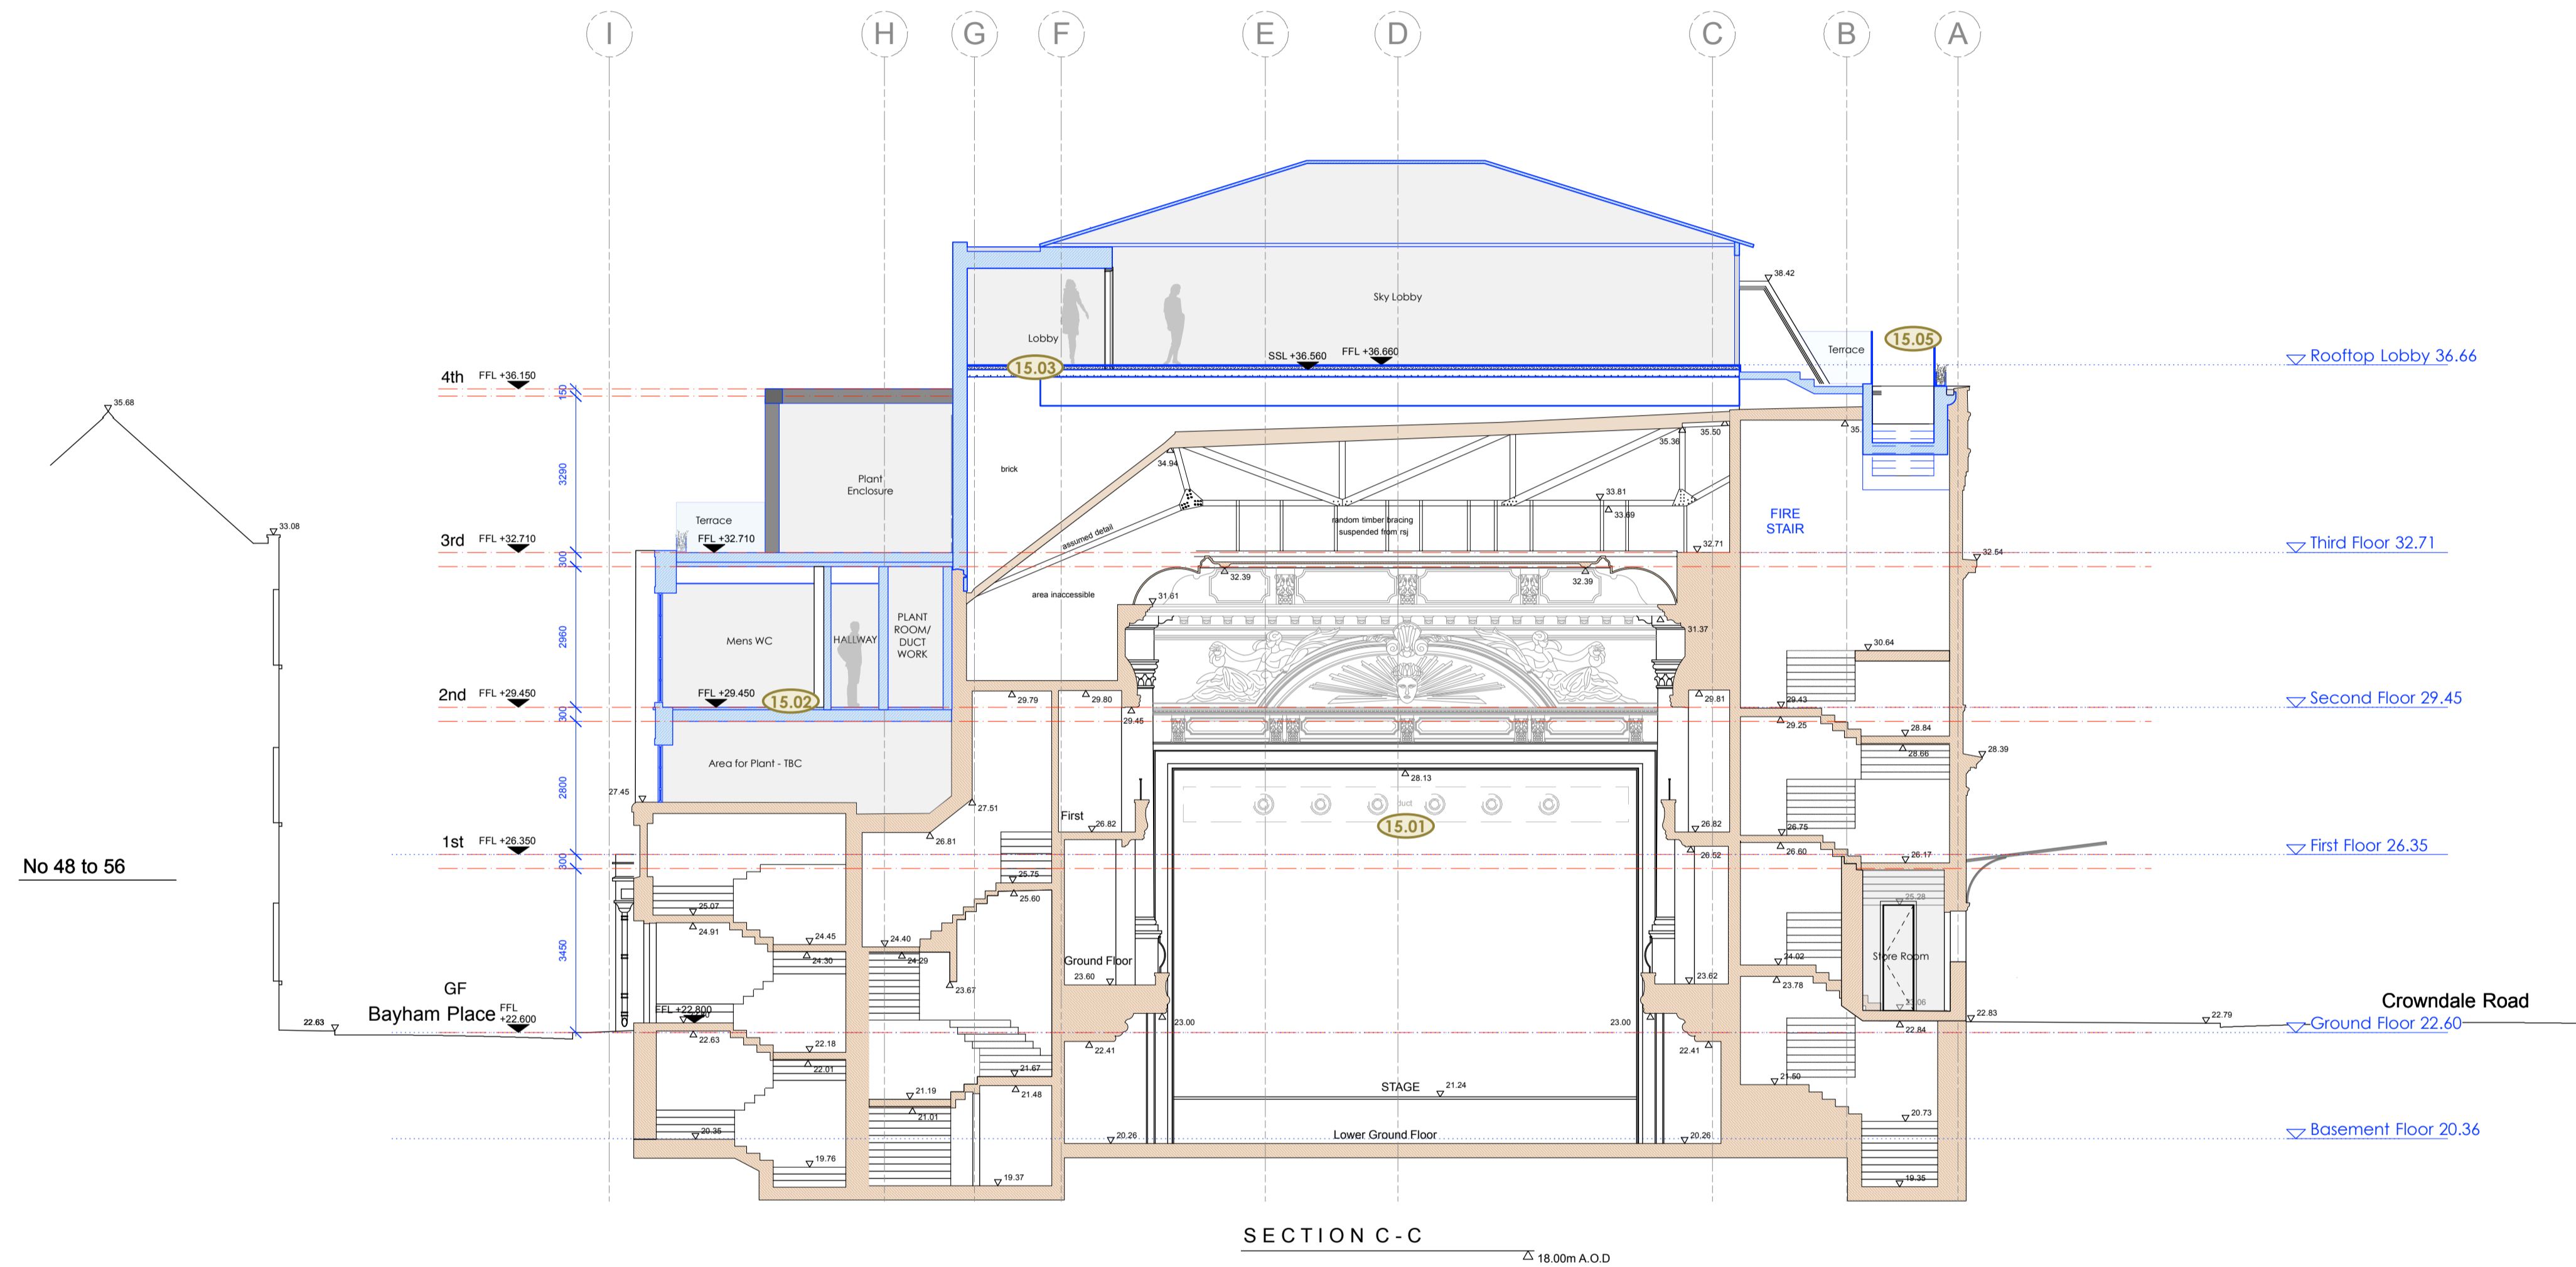 I
H
G
F
E
D
C
B
A
38.42
Sky Lobby
Lobby
15.03
SSL +36.560
FFL +36.660
Terrace
15.05
Rooftop Lobby 36.66
4th
FFL +36.150
150
35.68
35.50
35.36
34.94
brick
3290
Plant
Enclosure
33.81
33.69
random timber bracing
suspended from rsj
assumed detail
FIRE
STAIR
33.08
Terrace
3rd
FFL +32.710
FFL +32.710
300
32.71
32.54
Third Floor 32.71
32.39
32.39
area inaccessible
31.61
31.37
2960
Mens WC
HALLWAY
PLANT
ROOM/
DUCT
WORK
30.64
2nd
FFL +29.450
FFL +29.450
15.02
300
29.79
29.80
29.45
29.81
29.43
29.25
Second Floor 29.45
28.84
28.66
28.39
Area for Plant - TBC
2800
28.13
duct
15.01
27.45
27.51
First
26.82
26.82
26.81
26.75
26.60
26.52
26.17
1st
FFL +26.350
300
First Floor 26.35
No 48 to 56
25.75
25.60
25.28
25.07
24.91
24.45
24.30
24.40
24.29
3450
Ground Floor
23.60
23.62
23.67
24.02
23.78
Store Room
23.06
GF
Bayham Place
FFL
+22.600
FFL +22.800
22.63
22.63
23.00
23.00
22.84
22.83
22.79
Crowndale Road
Ground Floor 22.60
22.18
22.01
22.41
22.41
21.67
21.48
21.19
21.01
STAGE
21.24
21.50
20.73
20.35
20.26
Lower Ground Floor
20.26
Basement Floor 20.36
19.76
19.37
19.35
SECTION C-C
18.00m A.O.D